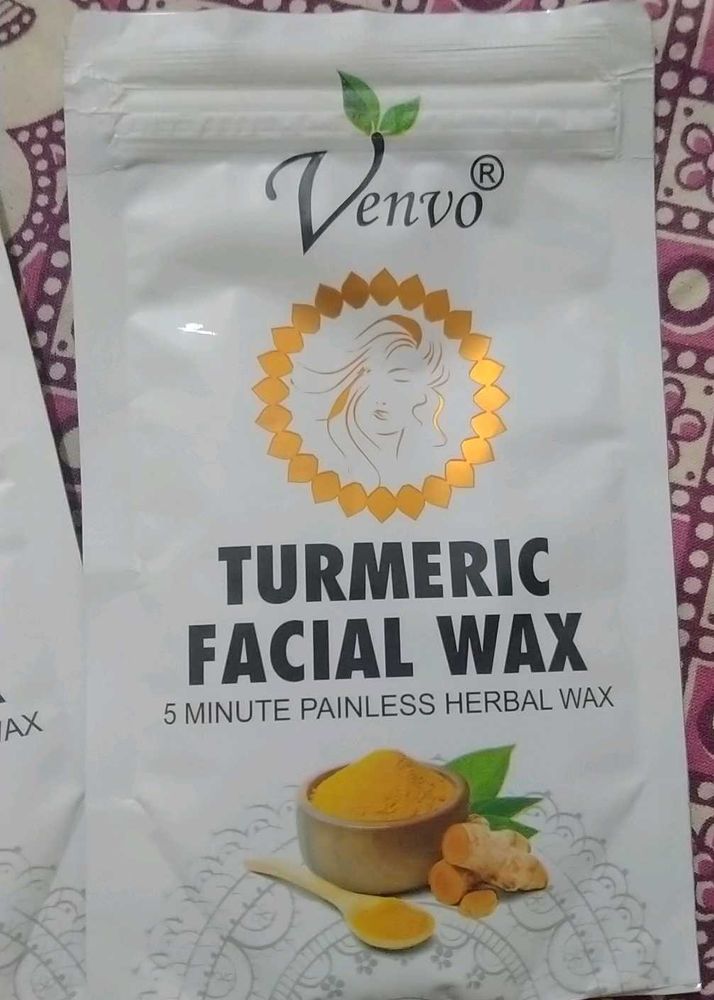 Venvo®
TURMERIC
FACIAL WAX
5 MINUTE PAINLESS HERBAL WAX